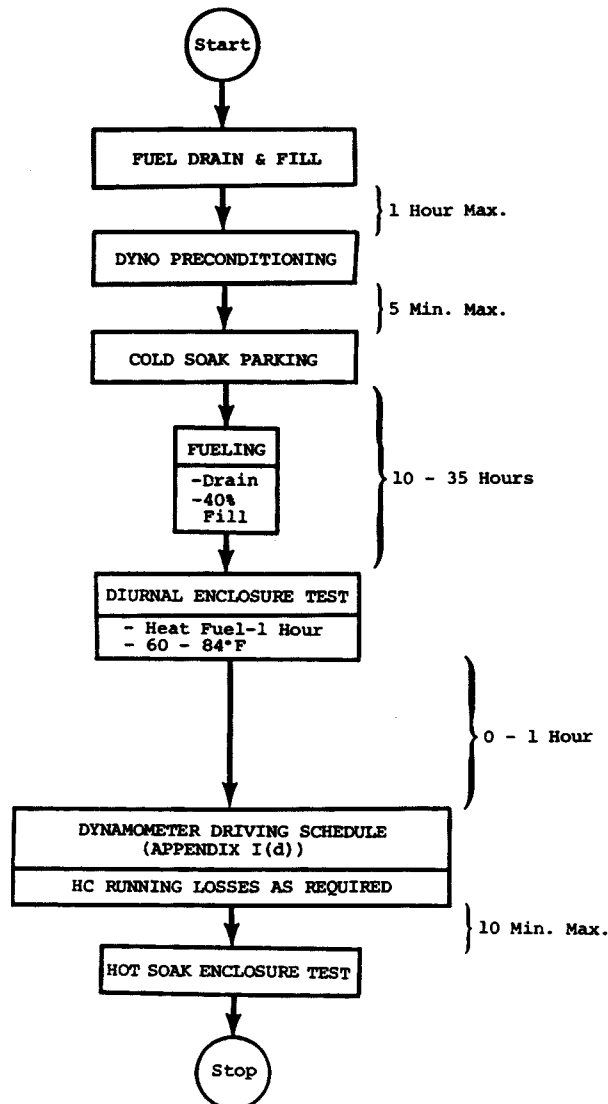 Start
FUEL DRAIN & FILL
1 Hour Max.
DYNO PRECONDITIONING
5 Min. Max.
COLD SOAK PARKING
FUELING
-Drain
-40%
Fill
10 - 35 Hours
DIURNAL ENCLOSURE TEST
- Heat Fuel-1 Hour
- 60 - 84°F
0 - 1 Hour
DYNAMOMETER DRIVING SCHEDULE
(APPENDIX I(d))
HC RUNNING LOSSES AS REQUIRED
10 Min. Max.
HOT SOAK ENCLOSURE TEST
Stop